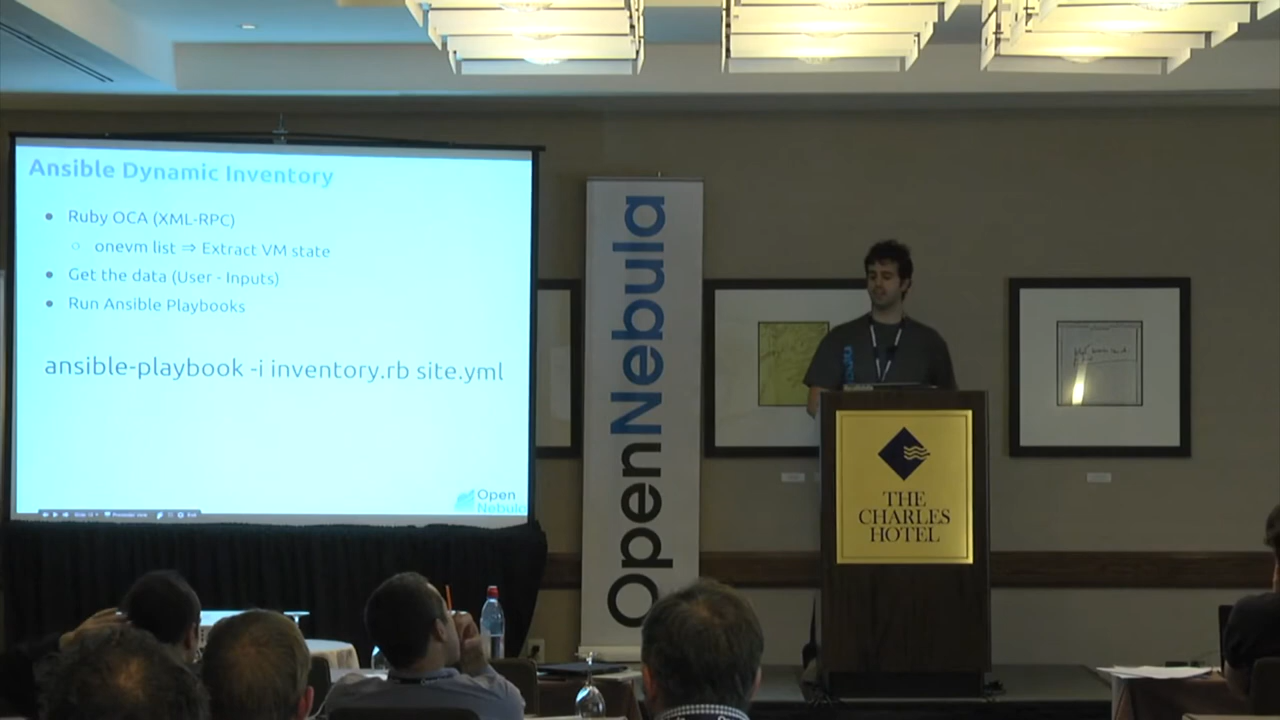 Ansible Dynamic Inventory
● Ruby OCA (XML-RPC)
○ onevm list ⇒ Extract VM state
● Get the data (User - Inputs)
● Run Ansible Playbooks
ansible-playbook -i inventory.rb site.yml
Open
Nebula
OpenNebula
THE
CHARLES
HOTEL